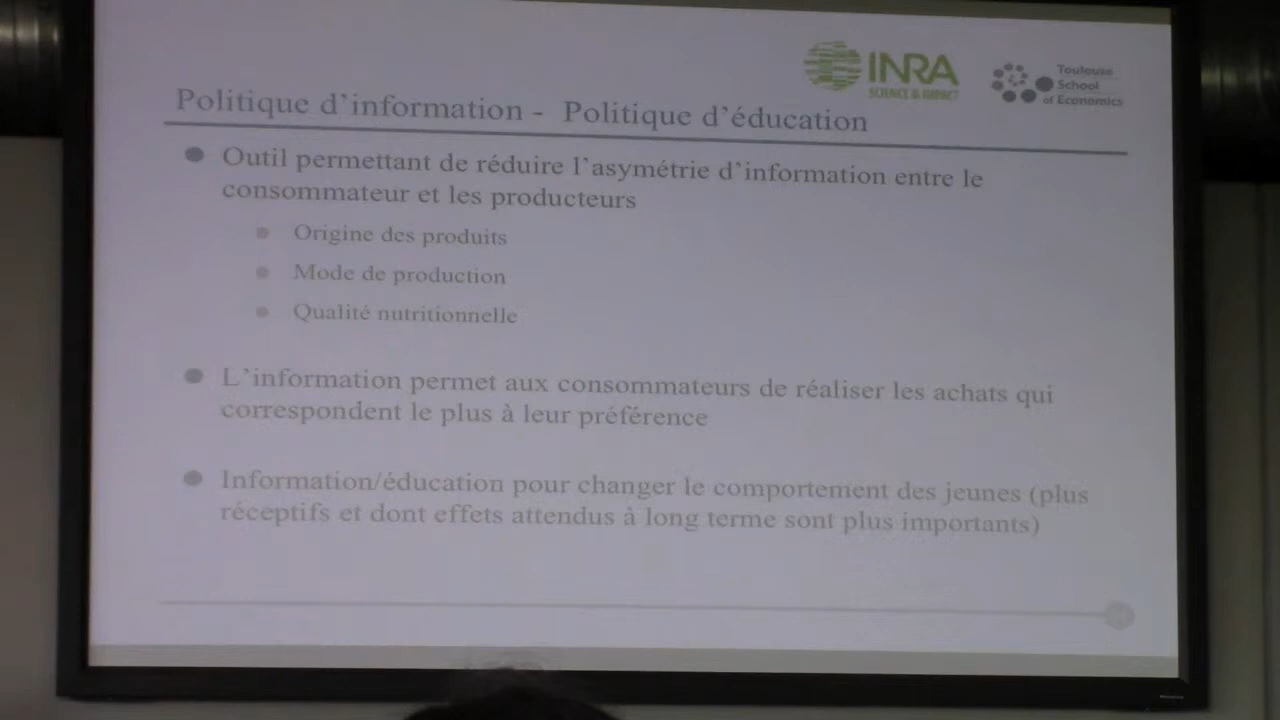 INRA
SCIENCE & IMPACT
Toulouse
School
of Economics
Politique d'information - Politique d'éducation
Outil permettant de réduire l'asymétrie d'information entre le
consommateur et les producteurs
Origine des produits
Mode de production
Qualité nutritionnelle
L'information permet aux consommateurs de réaliser les achats qui
correspondent le plus à leur préférence
Information/éducation pour changer le comportement des jeunes (plus
réceptifs et dont effets attendus à long terme sont plus importants)